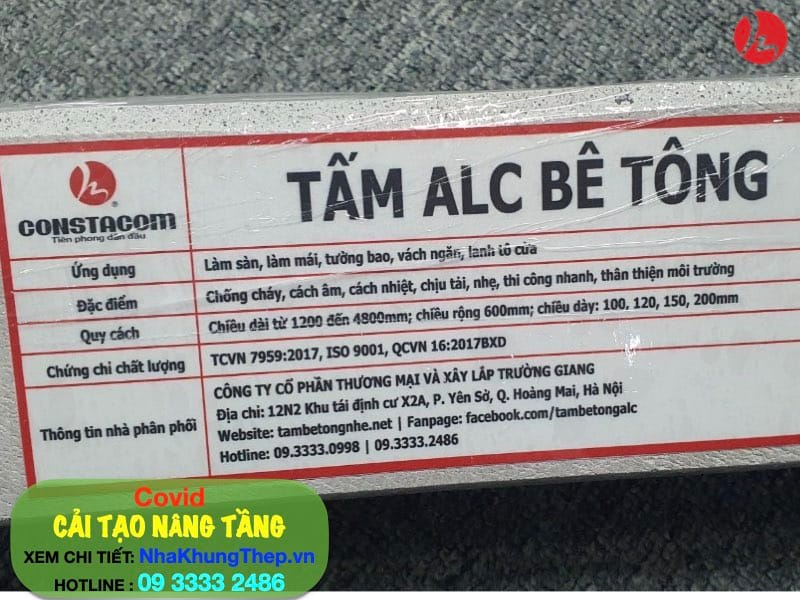 CONSTACOM
Tiên phong dẫn đầu
TẤM ALC BÊ TÔNG
Ứng dụng
Làm sàn, làm mái, tường bao, vách ngăn, lanh tô cửa
Đặc điểm
Chống cháy, cách âm, cách nhiệt, chịu tải, nhẹ, thi công nhanh, thân thiện môi trường
Quy cách
Chiều dài từ 1200 đến 4800mm; chiều rộng 600mm; chiều dày: 100, 120, 150, 200mm
Chứng chỉ chất lượng
TCVN 7959:2017, ISO 9001, QCVN 16:2017BXD
Thông tin nhà phân phối
CÔNG TY CỔ PHẦN THƯƠNG MẠI VÀ XÂY LẮP TRƯỜNG GIANG
Địa chỉ: 12N2 Khu tái định cư X2A, P. Yên Sở, Q. Hoàng Mai, Hà Nội
Website: tambetongnhe.net | Fanpage: facebook.com/tambetongalc
Hotline: 09.3333.0998 | 09.3333.2486
Covid
CẢI TẠO NÂNG TẦNG
XEM CHI TIẾT: NhaKhungThep.vn
HOTLINE : 09 3333 2486